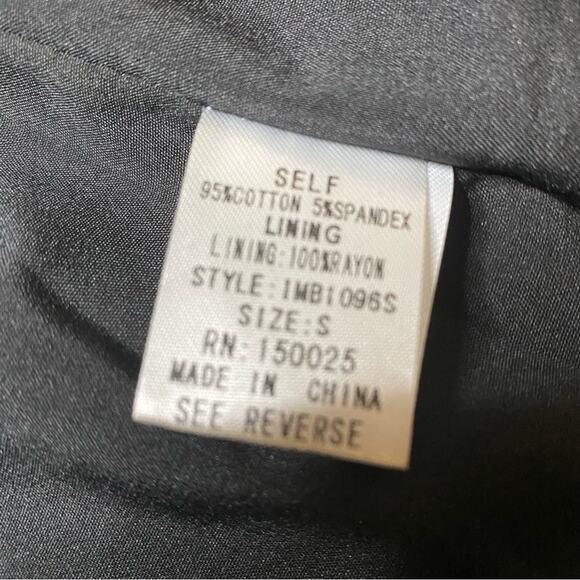 SELF
95%COTTON 5%SPANDEX
LINING
LINING:100%RAYON
STYLE:IMB1096S
SIZE:S
RN:150025
MADE IN CHINA
SEE REVERSE